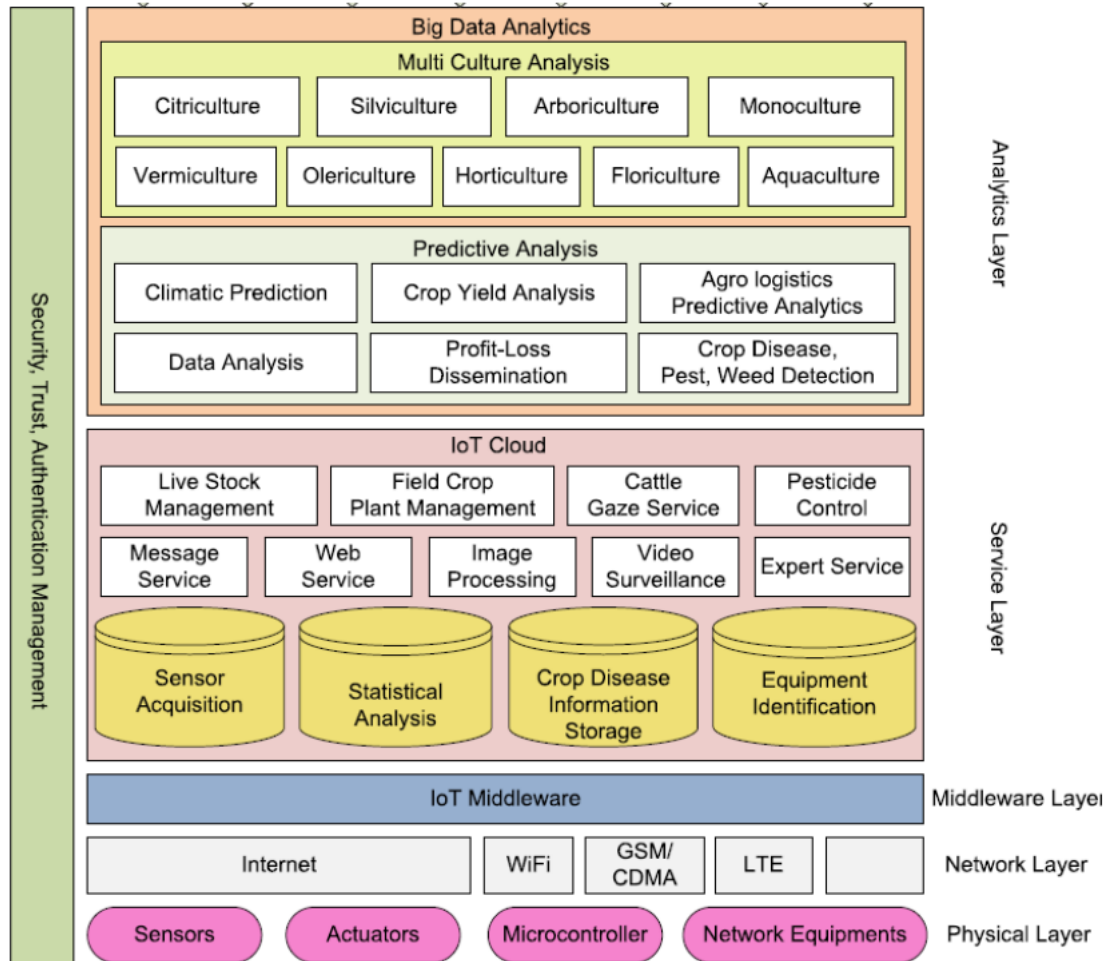 Big Data Analytics
Multi Culture Analysis
Citriculture
Silviculture
Arboriculture
Monoculture
Vermiculture
Olericulture
Horticulture
Floriculture
Aquaculture
Predictive Analysis
Climatic Prediction
Crop Yield Analysis
Agro logistics
Predictive Analytics
Data Analysis
Profit-Loss
Dissemination
Crop Disease,
Pest, Weed Detection
Analytics Layer
Security, Trust, Authentication Management
IoT Cloud
Live Stock
Management
Field Crop
Plant Management
Cattle
Gaze Service
Pesticide
Control
Message
Service
Web
Service
Image
Processing
Video
Surveillance
Expert Service
Sensor
Acquisition
Statistical
Analysis
Crop Disease
Information
Storage
Equipment
Identification
Service Layer
IoT Middleware
Middleware Layer
Internet
WiFi
GSM/
CDMA
LTE
Network Layer
Sensors
Actuators
Microcontroller
Network Equipments
Physical Layer